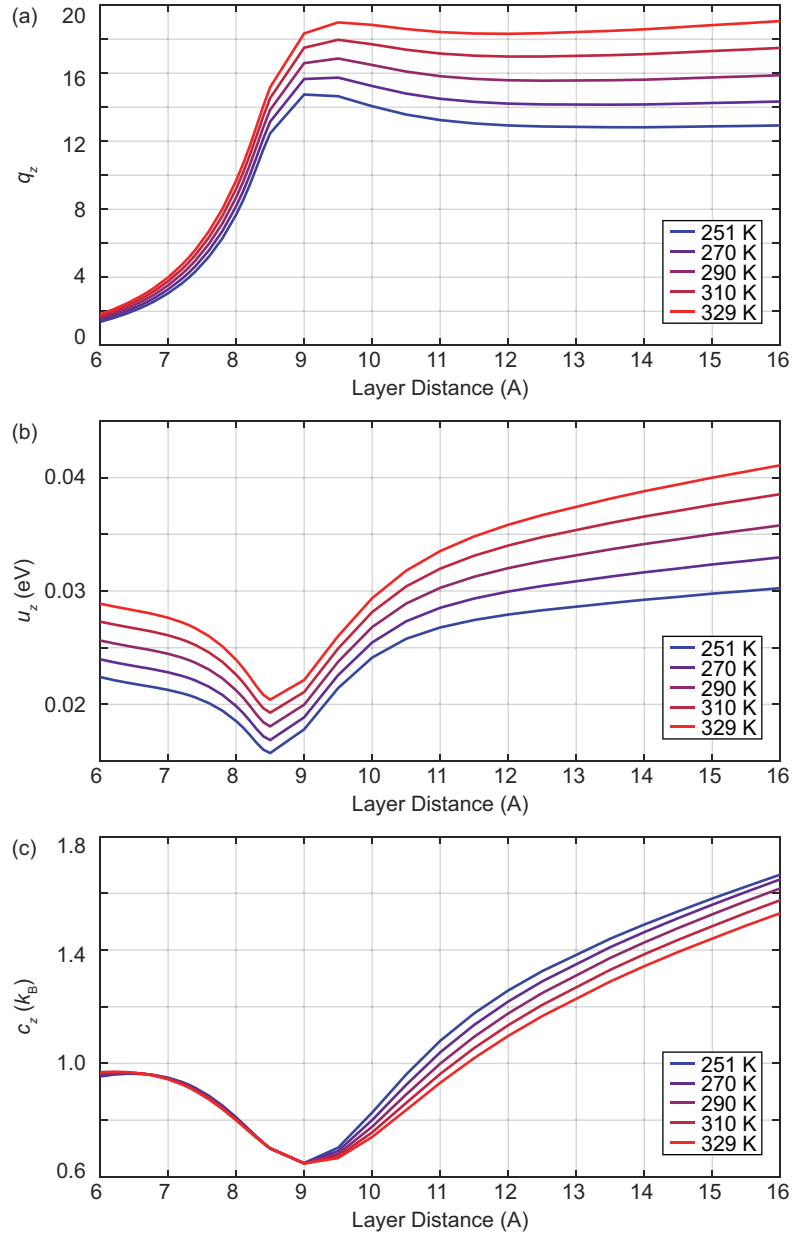 (a)
20
16
12
8
4
0
q_z
6 7 8 9 10 11 12 13 14 15 16
Layer Distance (A)
251 K
270 K
290 K
310 K
329 K
(b)
0.04
0.03
0.02
u_z (eV)
6 7 8 9 10 11 12 13 14 15 16
Layer Distance (A)
251 K
270 K
290 K
310 K
329 K
(c)
1.8
1.4
1.0
0.6
c_z (k_B)
6 7 8 9 10 11 12 13 14 15 16
Layer Distance (A)
251 K
270 K
290 K
310 K
329 K